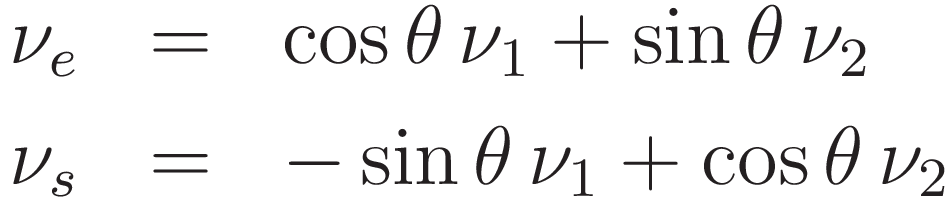 ν_e = cos θ ν_1 + sin θ ν_2
ν_s = − sin θ ν_1 + cos θ ν_2